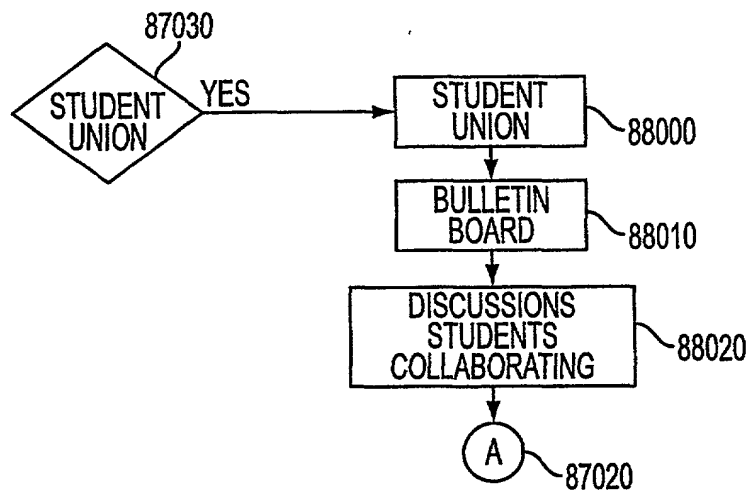 87030
STUDENT
UNION
YES
STUDENT
UNION
88000
BULLETIN
BOARD
88010
DISCUSSIONS
STUDENTS
COLLABORATING
88020
A
87020